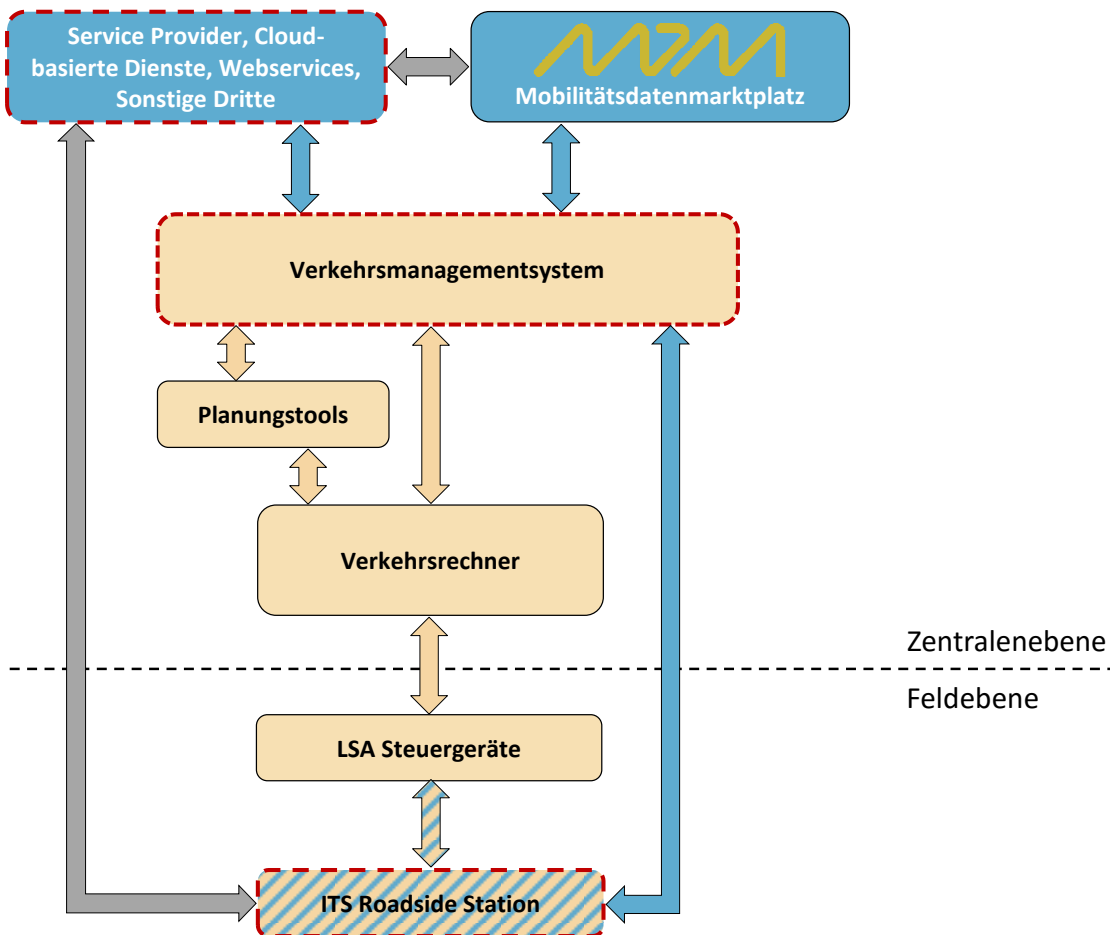 Service Provider, Cloud-
basierte Dienste, Webservices,
Sonstige Dritte
MDM
Mobilitätsdatenmarktplatz
Verkehrsmanagementsystem
Planungstools
Verkehrsrechner
Zentralenebene
Feldebene
LSA Steuergeräte
ITS Roadside Station